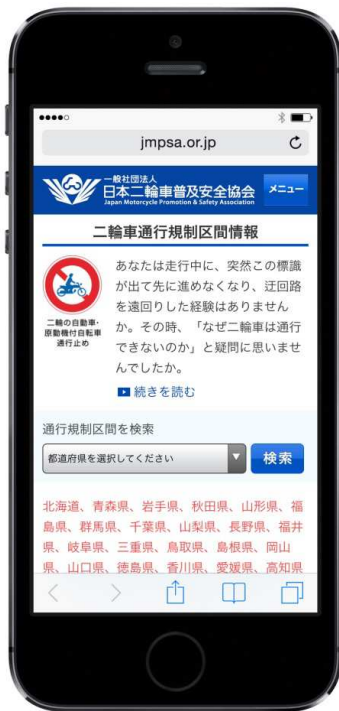 jmpsa.or.jp
一般社団法人
日本二輪車普及安全協会
Japan Motorcycle Promotion & Safety Association
メニュー
二輪車通行規制区間情報
二輪の自動車・
原動機付自転車
通行止め
あなたは走行中に、突然この標識
が出て先に進めなくなり、迂回路
を遠回りした経験はありません
か。その時、「なぜ二輪車は通行
できないのか」と疑問に思いませ
んでしたか。
続きを読む
通行規制区間を検索
都道府県を選択してください
検索
北海道、青森県、岩手県、秋田県、山形県、福
島県、群馬県、千葉県、山梨県、長野県、福井
県、岐阜県、三重県、鳥取県、島根県、岡山
県、山口県、徳島県、香川県、愛媛県、高知県